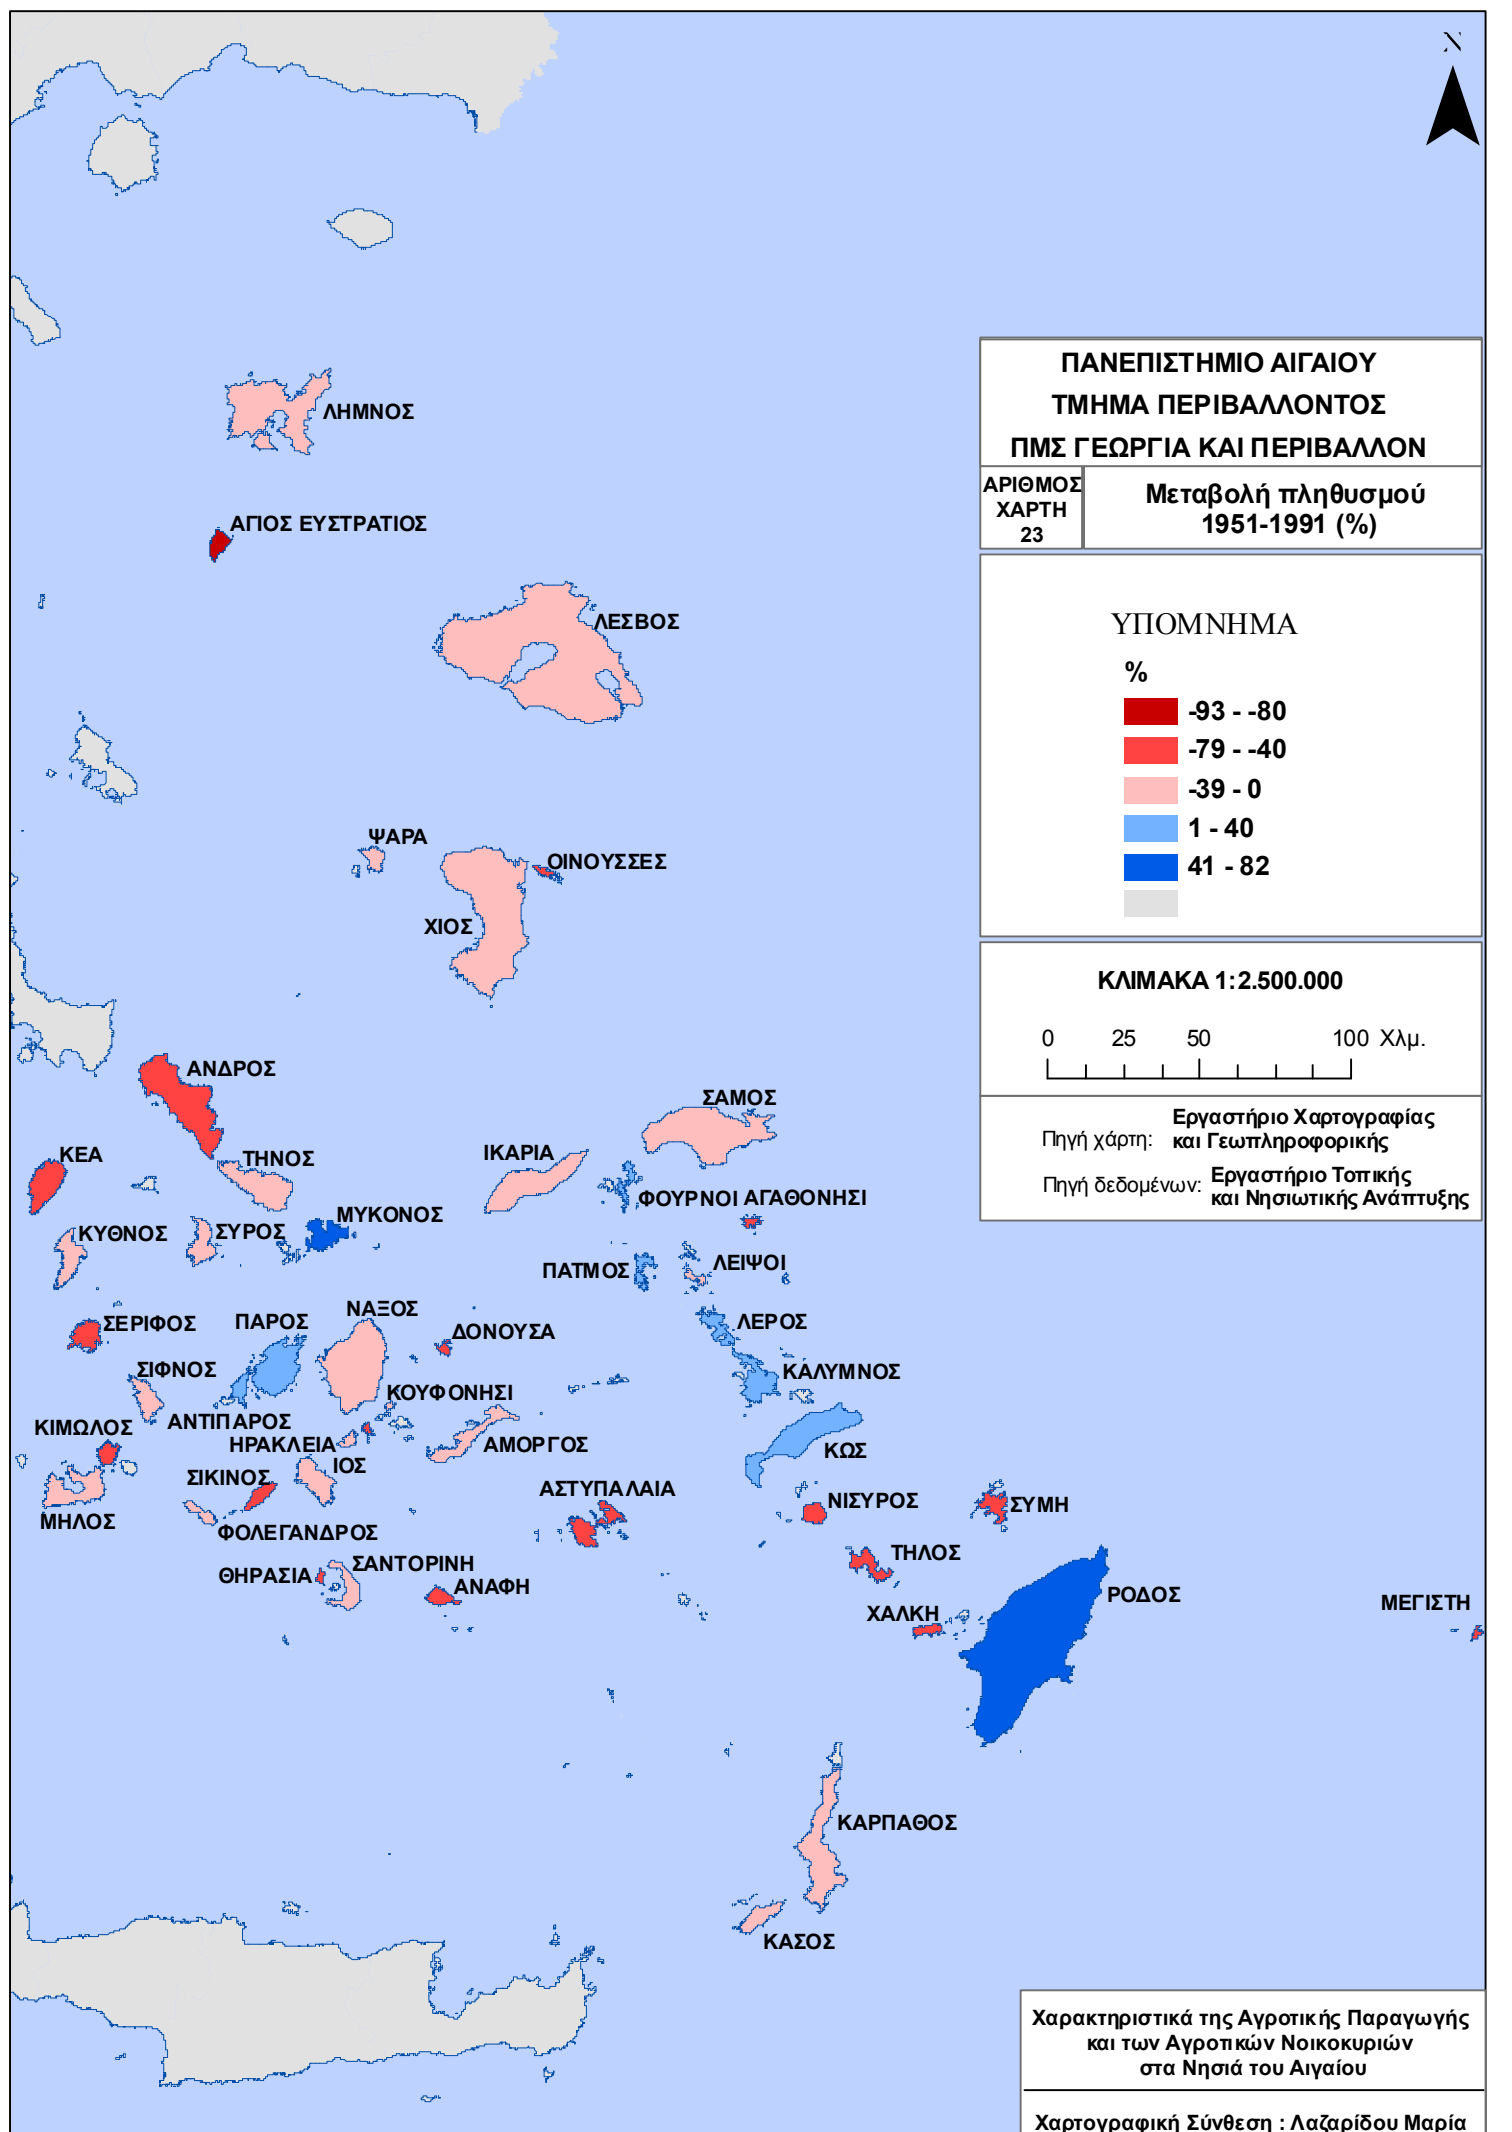 N
ΠΑΝΕΠΙΣΤΗΜΙΟ ΑΙΓΑΙΟΥ
ΤΜΗΜΑ ΠΕΡΙΒΑΛΛΟΝΤΟΣ
ΠΜΣ ΓΕΩΡΓΙΑ ΚΑΙ ΠΕΡΙΒΑΛΛΟΝ
ΑΡΙΘΜΟΣ
ΧΑΡΤΗ
23
Μεταβολή πληθυσμού
1951-1991 (%)
ΥΠΟΜΝΗΜΑ
%
-93 - -80
-79 - -40
-39 - 0
1 - 40
41 - 82
ΚΛΙΜΑΚΑ 1:2.500.000
0 25 50 100 Χλμ.
Πηγή χάρτη: Εργαστήριο Χαρτογραφίας
και Γεωπληροφορικής
Πηγή δεδομένων: Εργαστήριο Τοπικής
και Νησιωτικής Ανάπτυξης
ΛΗΜΝΟΣ
ΑΓΙΟΣ ΕΥΣΤΡΑΤΙΟΣ
ΛΕΣΒΟΣ
ΨΑΡΑ
ΟΙΝΟΥΣΣΕΣ
ΧΙΟΣ
ΑΝΔΡΟΣ
ΣΑΜΟΣ
ΚΕΑ
ΤΗΝΟΣ
ΙΚΑΡΙΑ
ΦΟΥΡΝΟΙ
ΑΓΑΘΟΝΗΣΙ
ΚΥΘΝΟΣ
ΣΥΡΟΣ
ΜΥΚΟΝΟΣ
ΠΑΤΜΟΣ
ΛΕΙΨΟΙ
ΣΕΡΙΦΟΣ
ΠΑΡΟΣ
ΝΑΞΟΣ
ΔΟΝΟΥΣΑ
ΛΕΡΟΣ
ΣΙΦΝΟΣ
ΚΑΛΥΜΝΟΣ
ΚΟΥΦΟΝΗΣΙ
ΑΝΤΙΠΑΡΟΣ
ΚΙΜΩΛΟΣ
ΗΡΑΚΛΕΙΑ
ΑΜΟΡΓΟΣ
ΚΩΣ
ΙΟΣ
ΣΙΚΙΝΟΣ
ΑΣΤΥΠΑΛΑΙΑ
ΝΙΣΥΡΟΣ
ΣΥΜΗ
ΜΗΛΟΣ
ΦΟΛΕΓΑΝΔΡΟΣ
ΤΗΛΟΣ
ΣΑΝΤΟΡΙΝΗ
ΘΗΡΑΣΙΑ
ΑΝΑΦΗ
ΡΟΔΟΣ
ΜΕΓΙΣΤΗ
ΧΑΛΚΗ
ΚΑΡΠΑΘΟΣ
ΚΑΣΟΣ
Χαρακτηριστικά της Αγροτικής Παραγωγής
και των Αγροτικών Νοικοκυριών
στα Νησιά του Αιγαίου
Χαρτογραφική Σύνθεση : Λαζαρίδου Μαρία